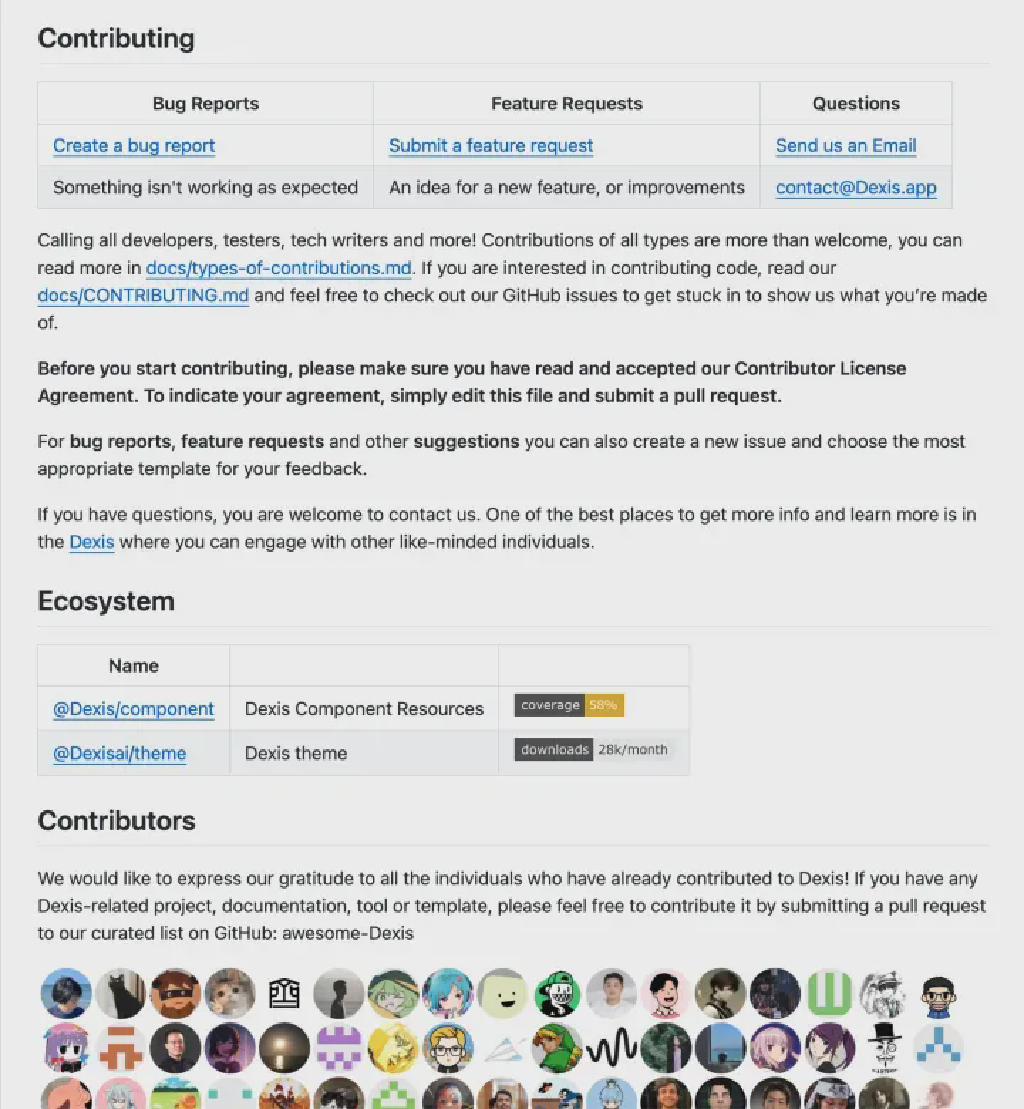 Contributing
Bug Reports Feature Requests Questions
Create a bug report Submit a feature request Send us an Email
Something isn't working as expected An idea for a new feature, or improvements contact@Dexis.app
Calling all developers, testers, tech writers and more! Contributions of all types are more than welcome, you can
read more in docs/types-of-contributions.md. If you are interested in contributing code, read our
docs/CONTRIBUTING.md and feel free to check out our GitHub issues to get stuck in to show us what you're made
of.
Before you start contributing, please make sure you have read and accepted our Contributor License
Agreement. To indicate your agreement, simply edit this file and submit a pull request.
For bug reports, feature requests and other suggestions you can also create a new issue and choose the most
appropriate template for your feedback.
If you have questions, you are welcome to contact us. One of the best places to get more info and learn more is in
the Dexis where you can engage with other like-minded individuals.
Ecosystem
Name
@Dexis/component Dexis Component Resources coverage 58%
@Dexisai/theme Dexis theme downloads 28k/month
Contributors
We would like to express our gratitude to all the individuals who have already contributed to Dexis! If you have any
Dexis-related project, documentation, tool or template, please feel free to contribute it by submitting a pull request
to our curated list on GitHub: awesome-Dexis